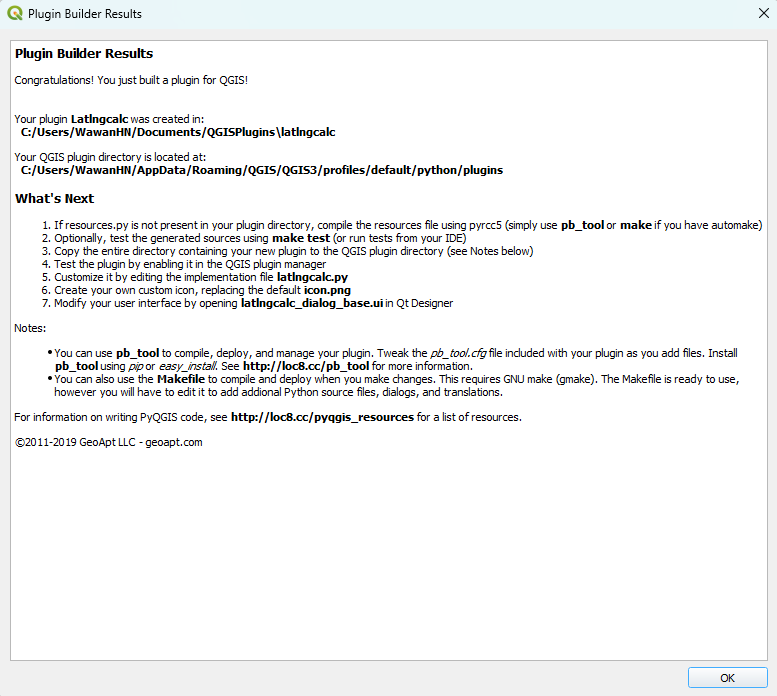 Plugin Builder Results
Plugin Builder Results
Congratulations! You just built a plugin for QGIS!
Your plugin Latlngcalc was created in:
C:/Users/WawanHN/Documents/QGISPlugins\latlngcalc
Your QGIS plugin directory is located at:
C:/Users/WawanHN/AppData/Roaming/QGIS/QGIS3/profiles/default/python/plugins
What's Next
1. If resources.py is not present in your plugin directory, compile the resources file using pyrcc5 (simply use pb_tool or make if you have automake)
2. Optionally, test the generated sources using make test (or run tests from your IDE)
3. Copy the entire directory containing your new plugin to the QGIS plugin directory (see Notes below)
4. Test the plugin by enabling it in the QGIS plugin manager
5. Customize it by editing the implementation file latlngcalc.py
6. Create your own custom icon, replacing the default icon.png
7. Modify your user interface by opening latlngcalc_dialog_base.ui in Qt Designer
Notes:
• You can use pb_tool to compile, deploy, and manage your plugin. Tweak the pb_tool.cfg file included with your plugin as you add files. Install
pb_tool using pip or easy_install. See http://loc8.cc/pb_tool for more information.
• You can also use the Makefile to compile and deploy when you make changes. This requires GNU make (gmake). The Makefile is ready to use,
however you will have to edit it to add addional Python source files, dialogs, and translations.
For information on writing PyQGIS code, see http://loc8.cc/pyqgis_resources for a list of resources.
©2011-2019 GeoApt LLC - geoapt.com
OK